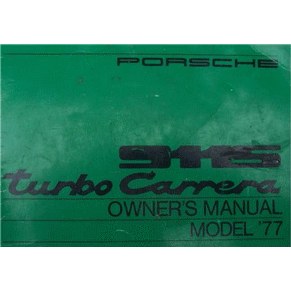 PORSCHE
911S
turbo Carrera
OWNER'S MANUAL
MODEL '77